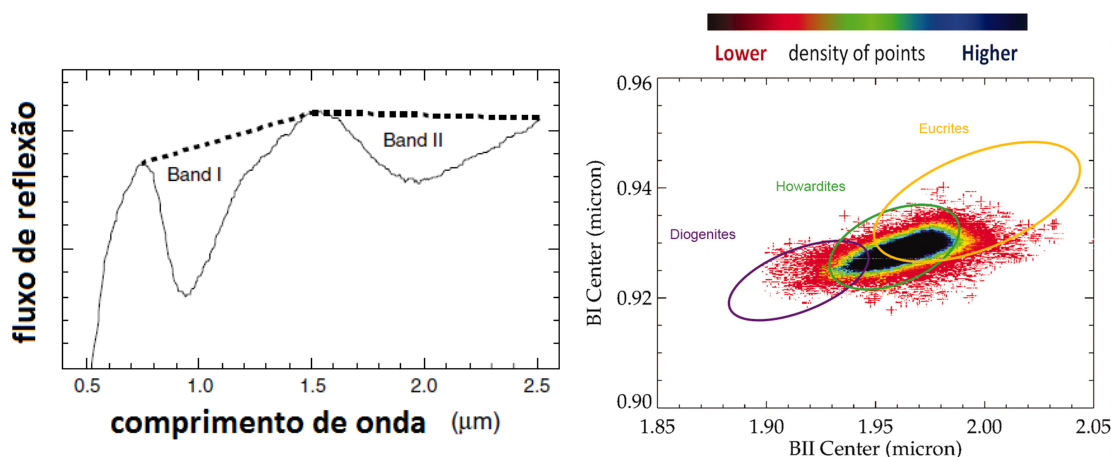 fluxo de reflexão
Band I
Band II
0.5
1.0
1.5
2.0
2.5
comprimento de onda (µm)
Lower density of points Higher
0.96
0.94
0.92
0.90
BI Center (micron)
Eucrites
Howardites
Diogenites
1.85
1.90
1.95
2.00
2.05
BII Center (micron)